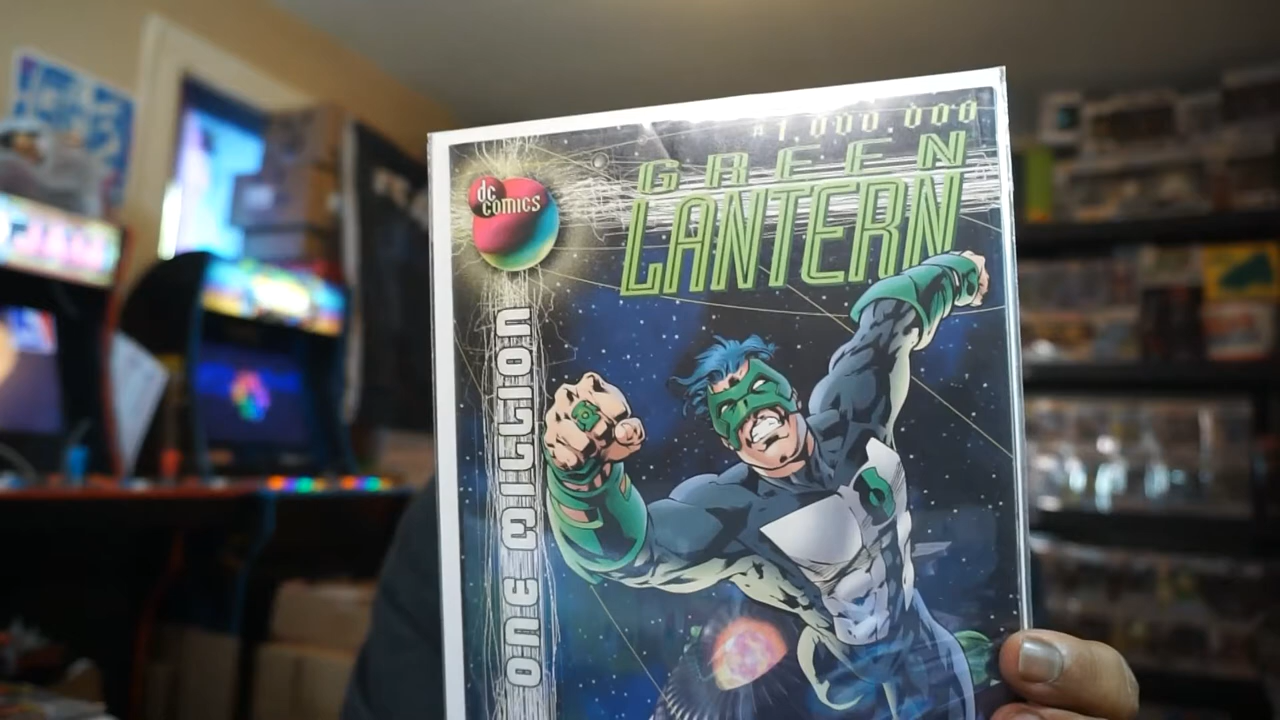 #1,000,000
GREEN
LANTERN
dc
comics
ONE MILLION